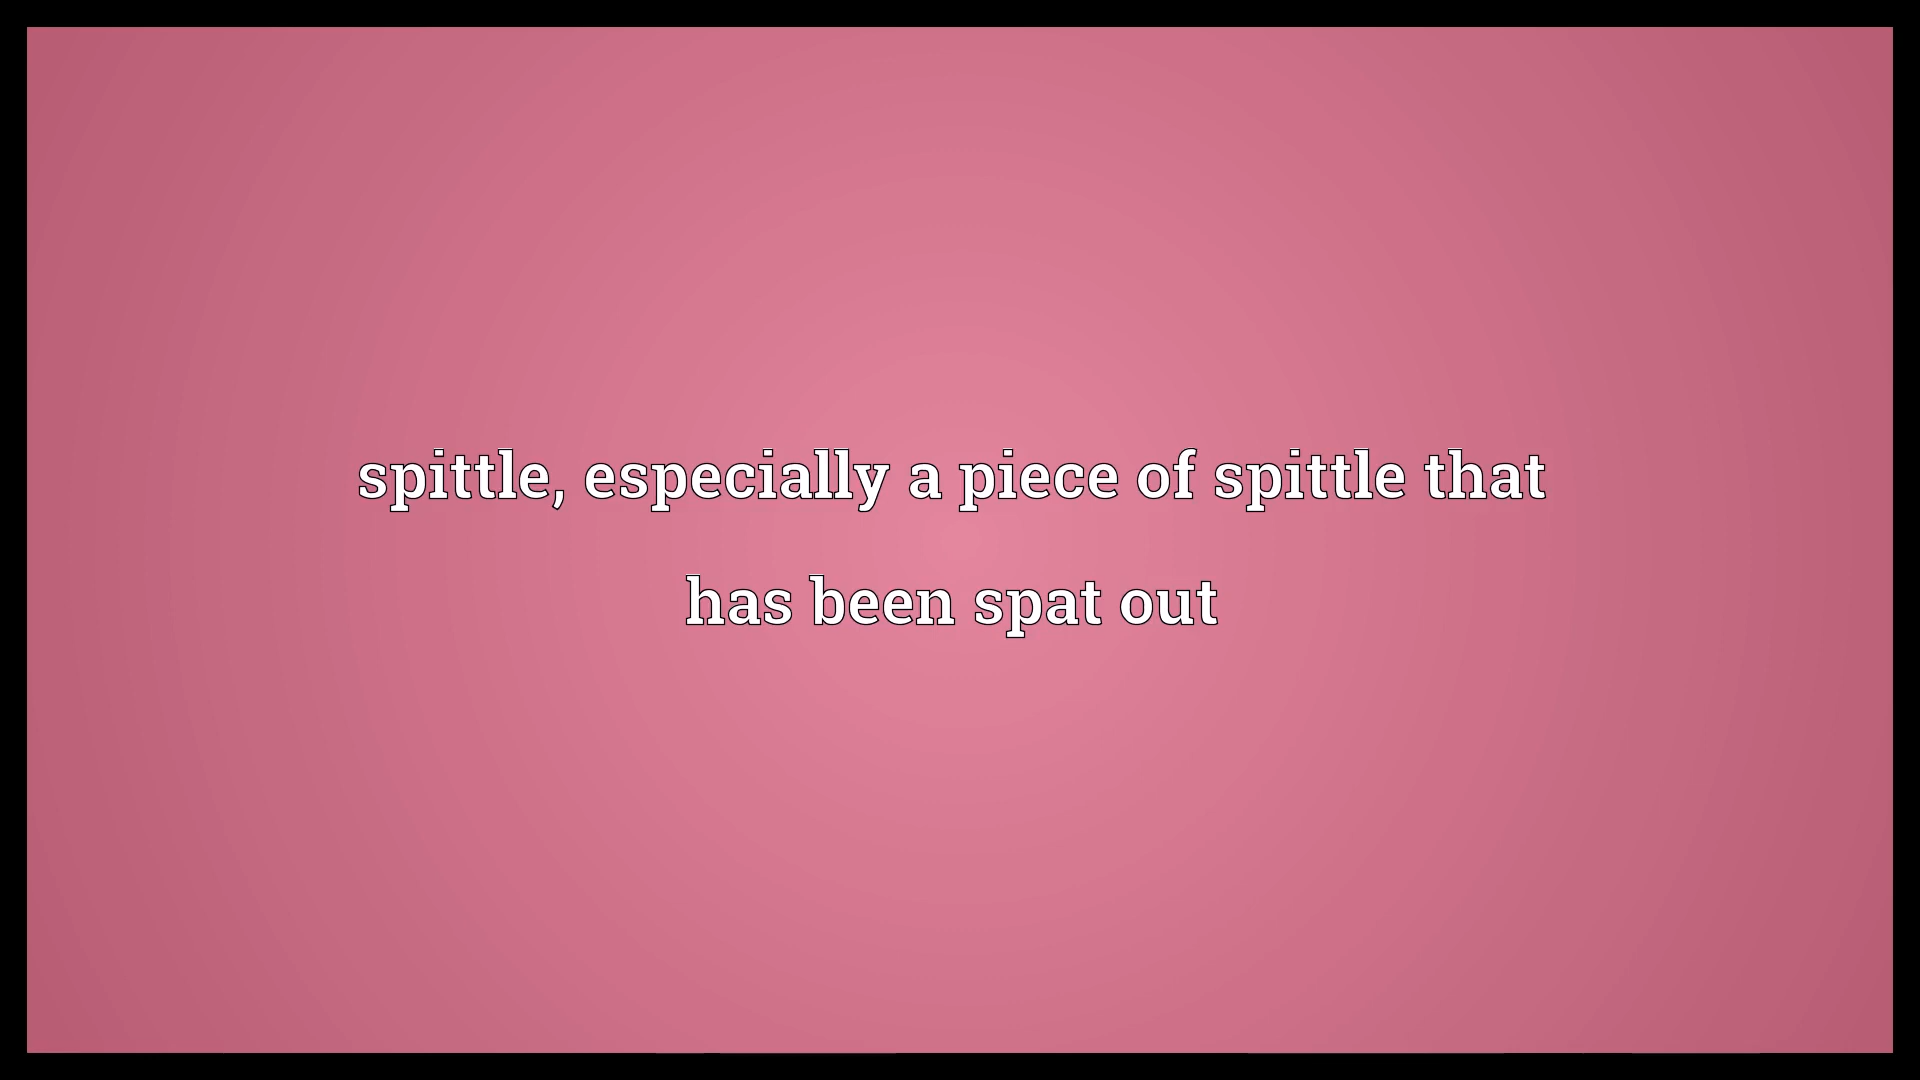 spittle, especially a piece of spittle that
has been spat out